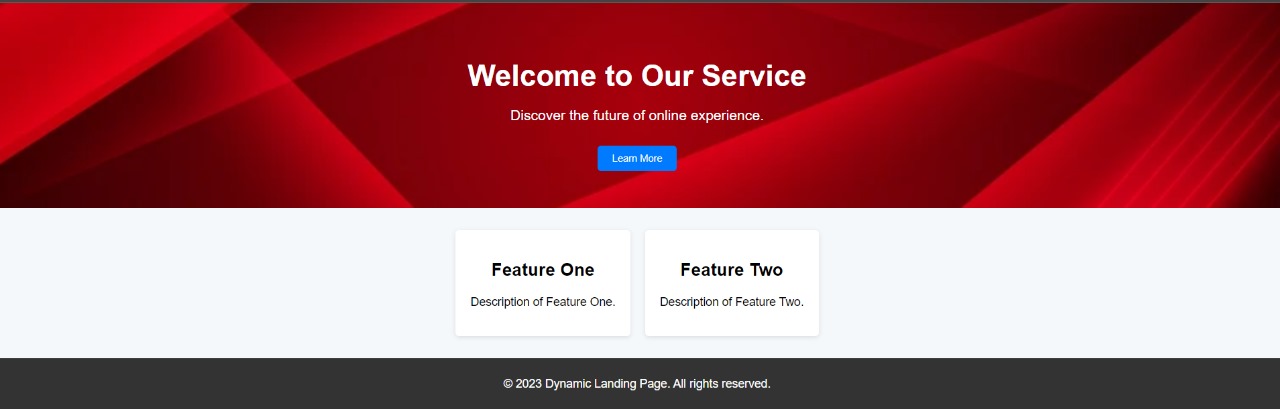 Welcome to Our Service
Discover the future of online experience.
Learn More
Feature One
Description of Feature One.
Feature Two
Description of Feature Two.
© 2023 Dynamic Landing Page. All rights reserved.